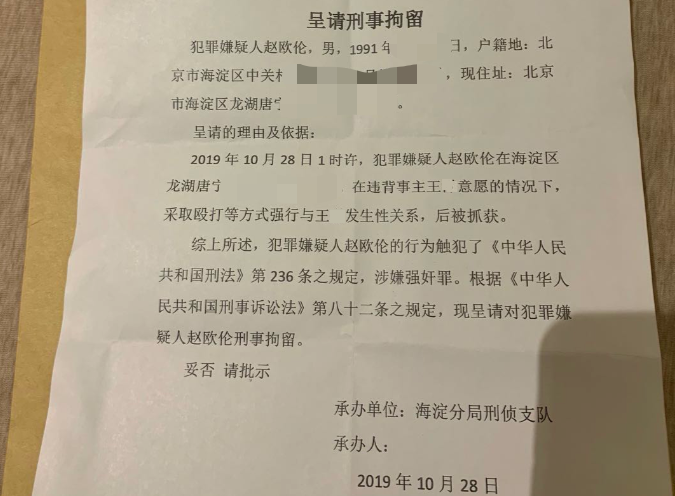 呈请刑事拘留
犯罪嫌疑人赵欧伦，男，1991年 日，户籍地：北
京市海淀区中关村 ，现住址：北京
市海淀区龙湖唐宁 。
呈请的理由及依据：
2019年10月28日1时许，犯罪嫌疑人赵欧伦在海淀区
龙湖唐宁 在违背事主王 意愿的情况下，
采取殴打等方式强行与王 发生性关系，后被抓获。
综上所述，犯罪嫌疑人赵欧伦的行为触犯了《中华人民
共和国刑法》第236条之规定，涉嫌强奸罪。根据《中华人
民共和国刑事诉讼法》第八十二条之规定，现呈请对犯罪嫌
疑人赵欧伦刑事拘留。
妥否 请批示
承办单位：海淀分局刑侦支队
承办人：
2019年10月28日